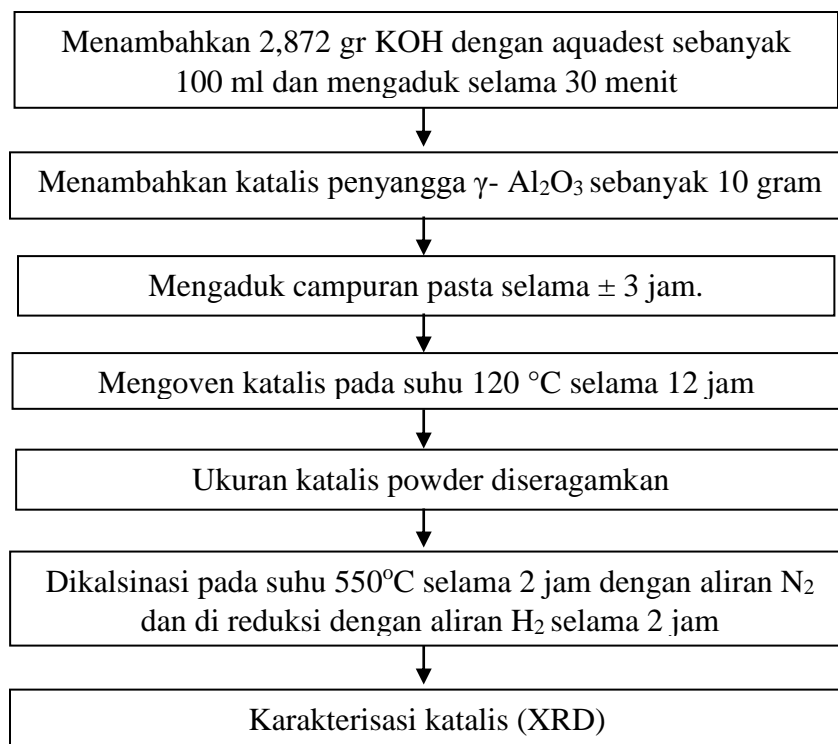 Menambahkan 2,872 gr KOH dengan aquadest sebanyak
100 ml dan mengaduk selama 30 menit
Menambahkan katalis penyangga γ- Al₂O₃ sebanyak 10 gram
Mengaduk campuran pasta selama ± 3 jam.
Mengoven katalis pada suhu 120 °C selama 12 jam
Ukuran katalis powder diseragamkan
Dikalsinasi pada suhu 550°C selama 2 jam dengan aliran N₂
dan di reduksi dengan aliran H₂ selama 2 jam
Karakterisasi katalis (XRD)